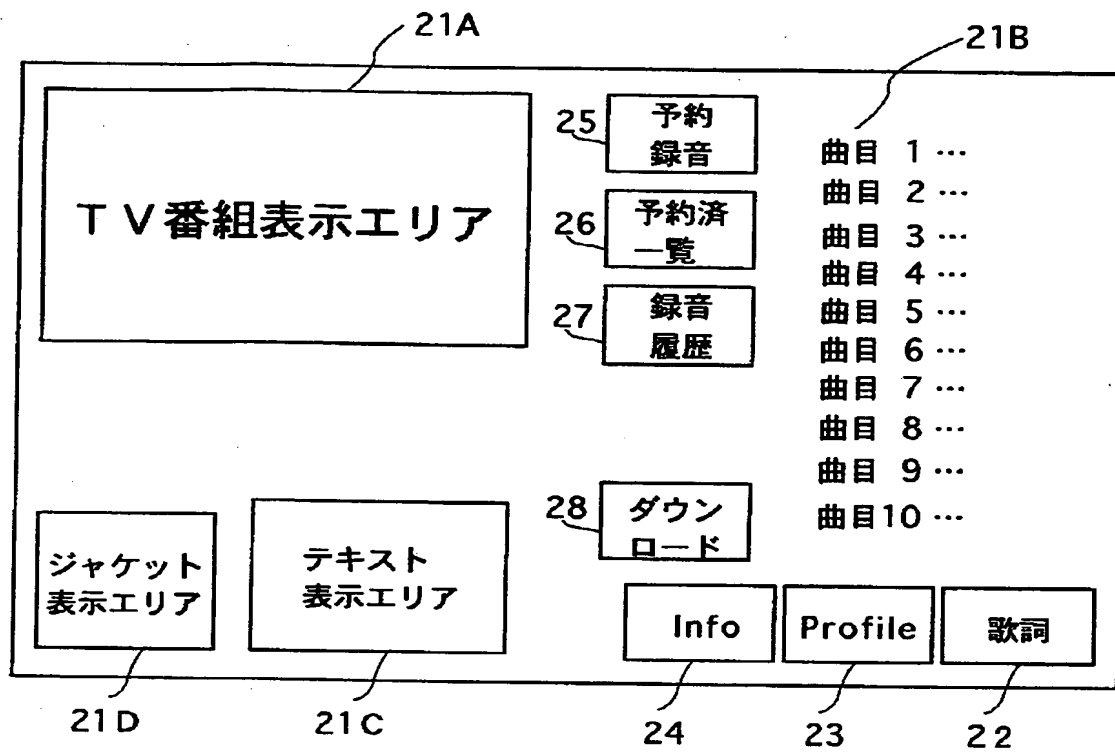 21A
21B
TV番組表示エリア
25
予約
録音
26
予約済
一覧
27
録音
履歴
曲目 1 …
曲目 2 …
曲目 3 …
曲目 4 …
曲目 5 …
曲目 6 …
曲目 7 …
曲目 8 …
曲目 9 …
曲目10 …
28
ダウン
ロード
ジャケット
表示エリア
テキスト
表示エリア
Info
Profile
歌詞
21D
21C
24
23
22